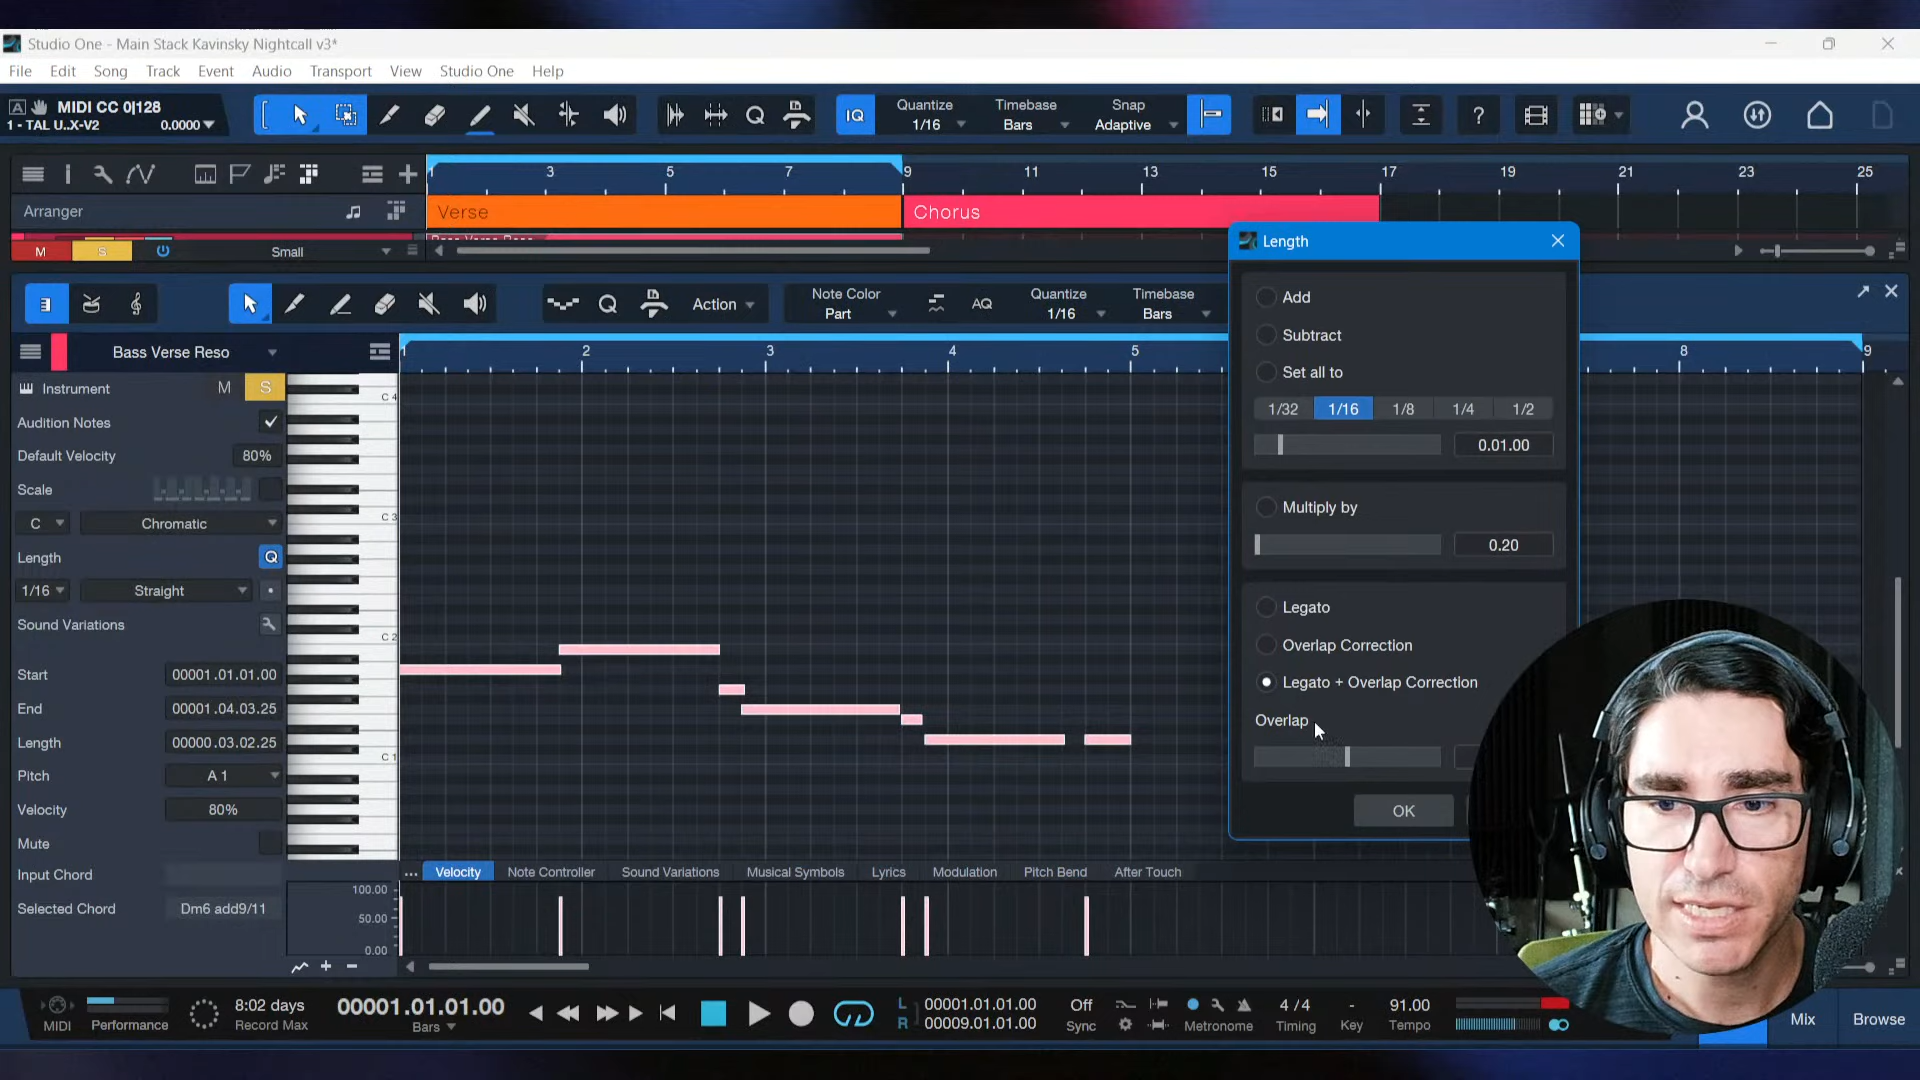 Studio One - Main Stack Kavinsky Nightcall v3*
File Edit Song Track Event Audio Transport View Studio One Help
A MIDI CC 0|128
1 - TAL U..X-V2 0.0000
IQ Quantize 1/16 Timebase Bars Snap Adaptive ?
1 3 5 7 9 11 13 15 17 19 21 23 25
Arranger
Verse Chorus
M S Small
Length
Add
Subtract
Set all to
1/32 1/16 1/8 1/4 1/2
0.01.00
Multiply by
0.20
Legato
Overlap Correction
Legato + Overlap Correction
Overlap
OK
Action Note Color Part AQ Quantize 1/16 Timebase Bars
Bass Verse Reso
1 2 3 4 5 8 9
Instrument M S
Audition Notes
Default Velocity 80%
Scale
C Chromatic
Length Q
1/16 Straight
Sound Variations
Start 00001.01.01.00
End 00001.04.03.25
Length 00000.03.02.25
Pitch A 1
Velocity 80%
Mute
Input Chord
Selected Chord Dm6 add9/11
C 4
C 3
C 2
C 1
... Velocity Note Controller Sound Variations Musical Symbols Lyrics Modulation Pitch Bend After Touch
100.00
50.00
0.00
MIDI Performance
8:02 days
Record Max
00001.01.01.00
Bars
L 00001.01.01.00
R 00009.01.01.00
Off
Sync
Metronome
4 / 4
Timing
-
Key
91.00
Tempo
Mix Browse